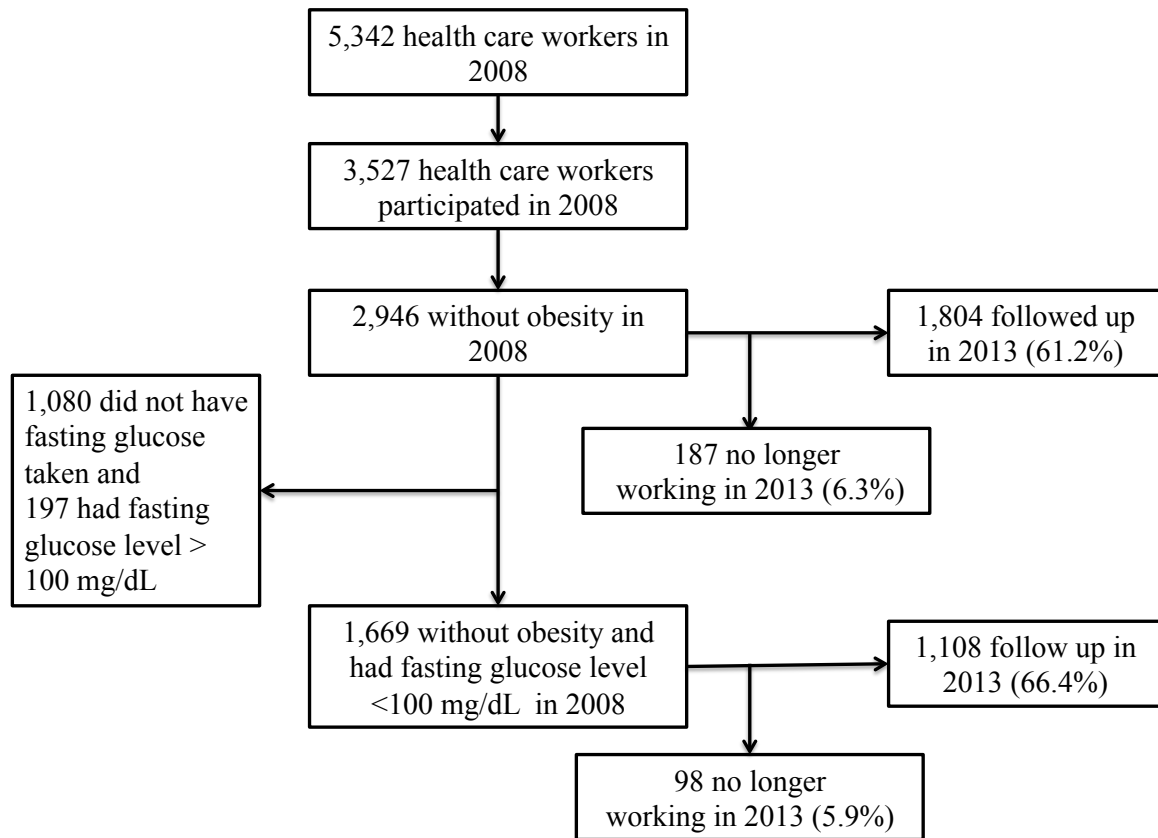 5,342 health care workers in
2008
3,527 health care workers
participated in 2008
2,946 without obesity in
2008
1,804 followed up
in 2013 (61.2%)
187 no longer
working in 2013 (6.3%)
1,080 did not have
fasting glucose
taken and
197 had fasting
glucose level >
100 mg/dL
1,669 without obesity and
had fasting glucose level
<100 mg/dL in 2008
1,108 follow up in
2013 (66.4%)
98 no longer
working in 2013 (5.9%)